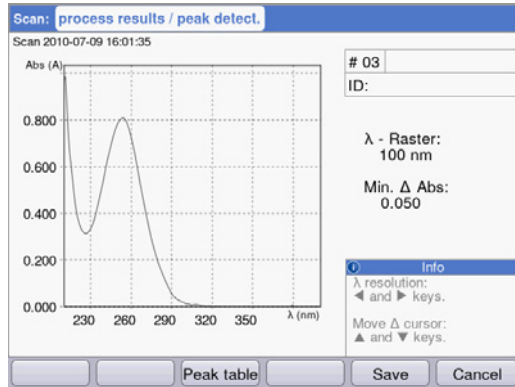 Scan: process results / peak detect.
Scan 2010-07-09 16:01:35
Abs (A)
0.800
0.600
0.400
0.200
0.000
230 260 290 320 350 λ (nm)
# 03
ID:
λ - Raster:
100 nm
Min. Δ Abs:
0.050
i Info
λ resolution:
◀ and ▶ keys.
Move Δ cursor:
▲ and ▼ keys.
Peak table Save Cancel